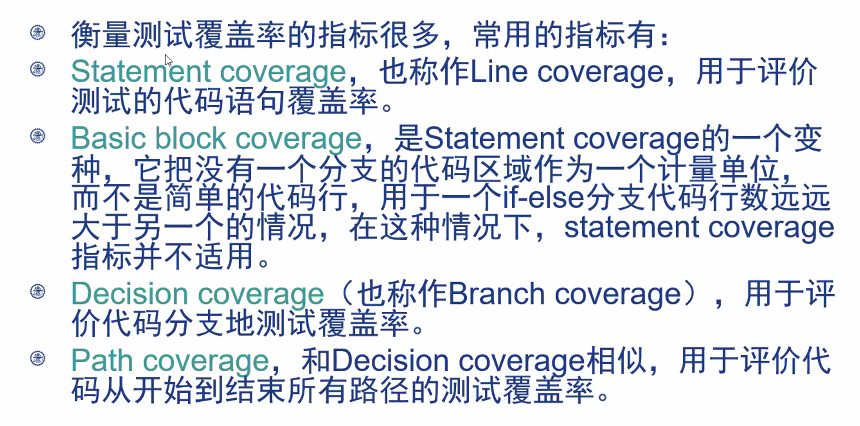 衡量测试覆盖率的指标很多，常用的指标有：
Statement coverage，也称作Line coverage，用于评价
测试的代码语句覆盖率。
Basic block coverage，是Statement coverage的一个变
种，它把没有一个分支的代码区域作为一个计量单位，
而不是简单的代码行，用于一个if-else分支代码行数远远
大于另一个的情况，在这种情况下，statement coverage
指标并不适用。
Decision coverage（也称作Branch coverage），用于评
价代码分支地测试覆盖率。
Path coverage，和Decision coverage相似，用于评价代
码从开始到结束所有路径的测试覆盖率。